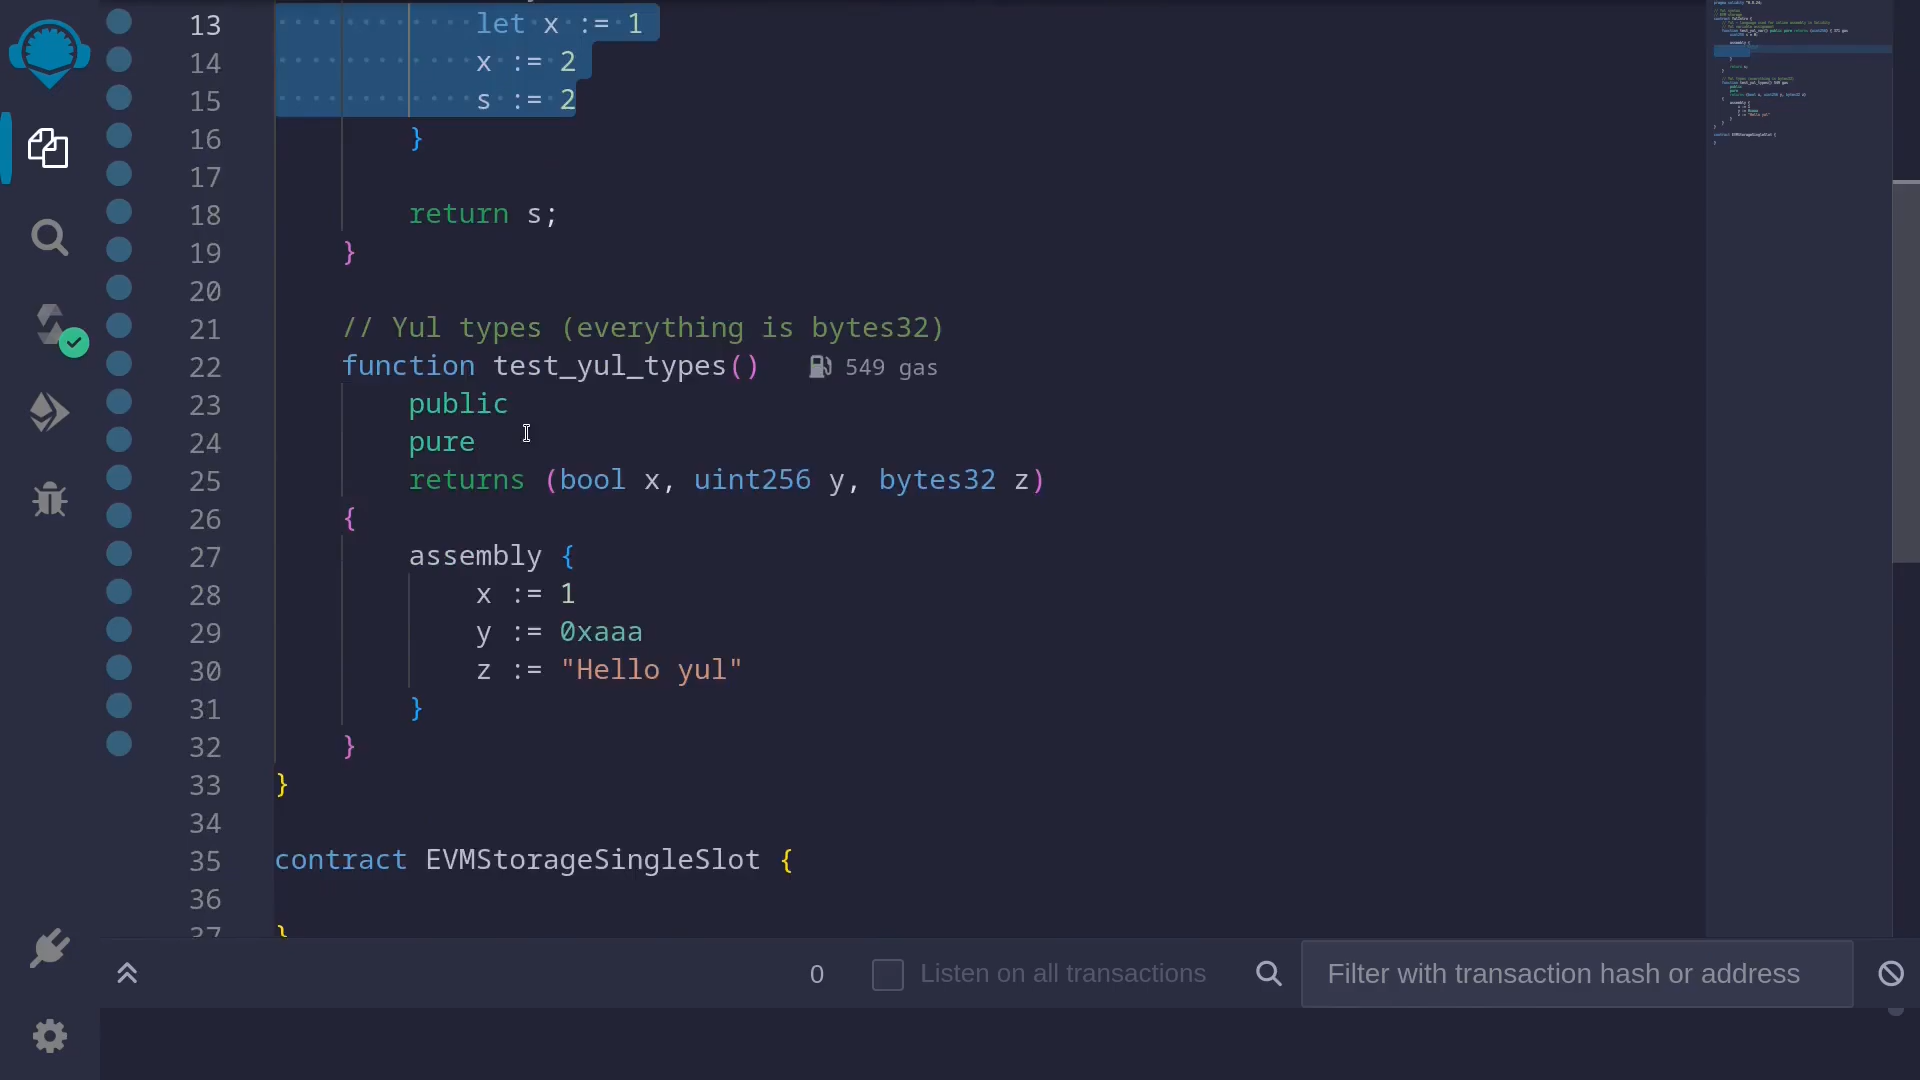 13 let x := 1
14 x := 2
15 s := 2
16 }
17
18 return s;
19 }
20
21 // Yul types (everything is bytes32)
22 function test_yul_types() 549 gas
23 public
24 pure
25 returns (bool x, uint256 y, bytes32 z)
26 {
27 assembly {
28 x := 1
29 y := 0xaaa
30 z := "Hello yul"
31 }
32 }
33 }
34
35 contract EVMStorageSingleSlot {
36
37 }
0 Listen on all transactions Filter with transaction hash or address